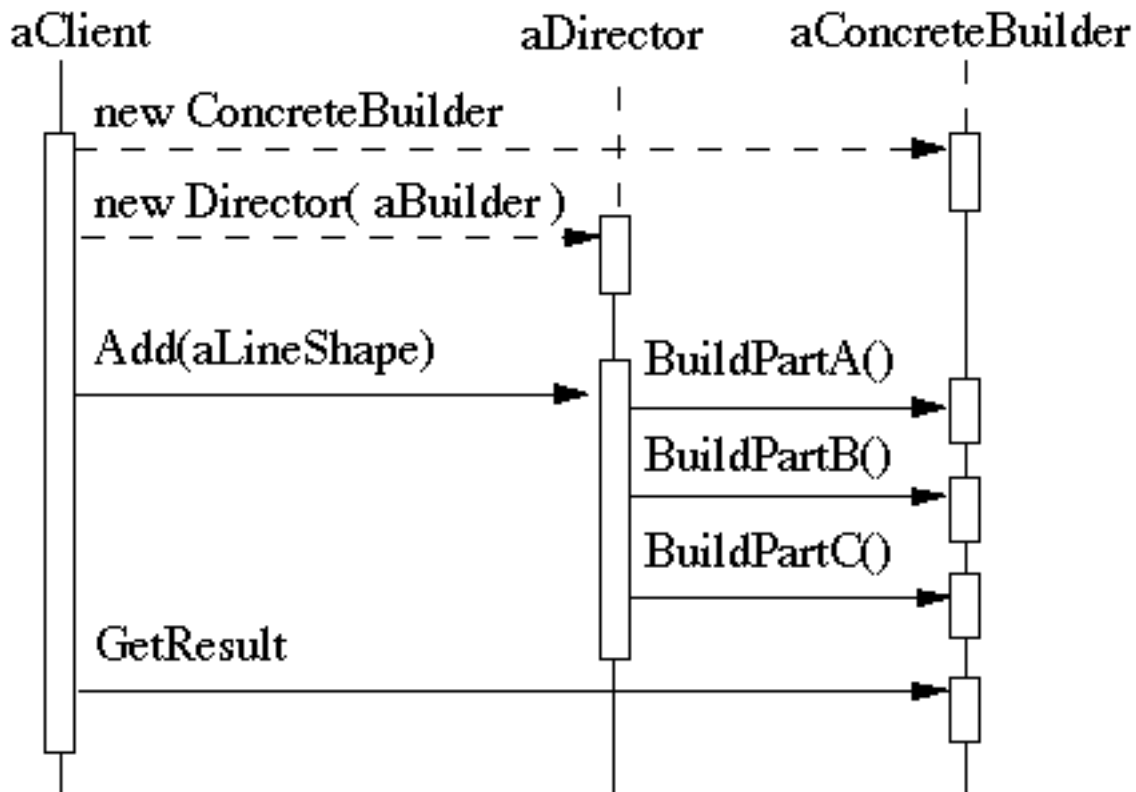 aClient
aDirector
aConcreteBuilder
new ConcreteBuilder
new Director( aBuilder )
Add(aLineShape)
BuildPartA()
BuildPartB()
BuildPartC()
GetResult